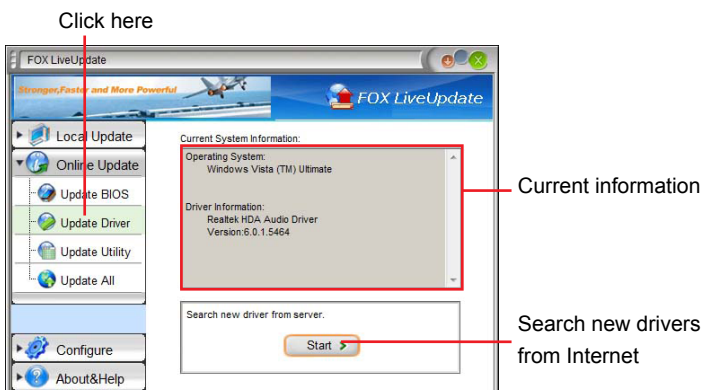 Click here
FOX LiveUpdate
Stronger,Faster and More Powerful
FOX LiveUpdate
Local Update
Online Update
Update BIOS
Update Driver
Update Utility
Update All
Configure
About&Help
Current System Information:
Operating System:
Windows Vista (TM) Ultimate
Driver Information:
Realtek HDA Audio Driver
Version:6.0.1.5464
Search new driver from server.
Start
Current information
Search new drivers
from Internet